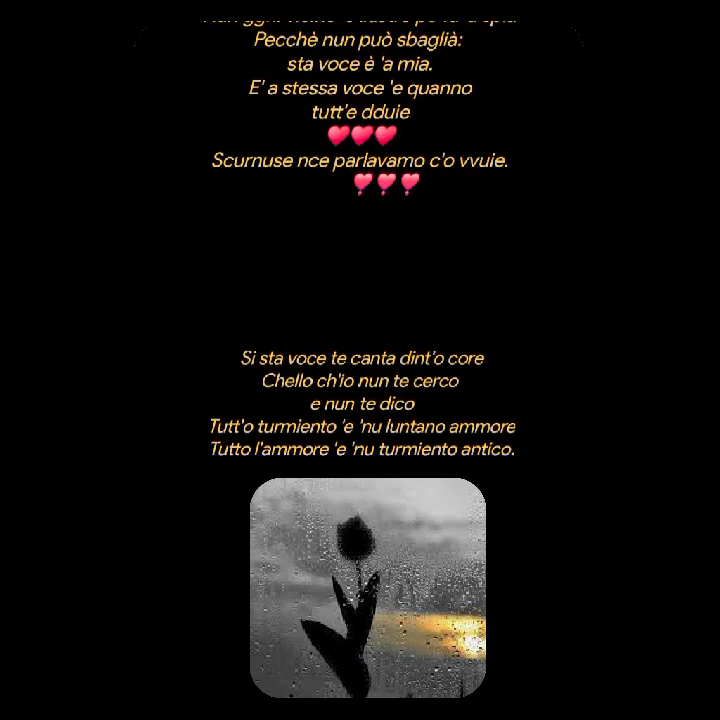 Pecchè nun può sbaglià:
sta voce è 'a mia.
E' a stessa voce 'e quanno
tutt'e dduie
Scurnuse nce parlavamo c'o vvuie.
Si sta voce te canta dint'o core
Chello ch'io nun te cerco
e nun te dico
Tutt'o turmiento 'e 'nu luntano ammore
Tutto l'ammore 'e 'nu turmiento antico.